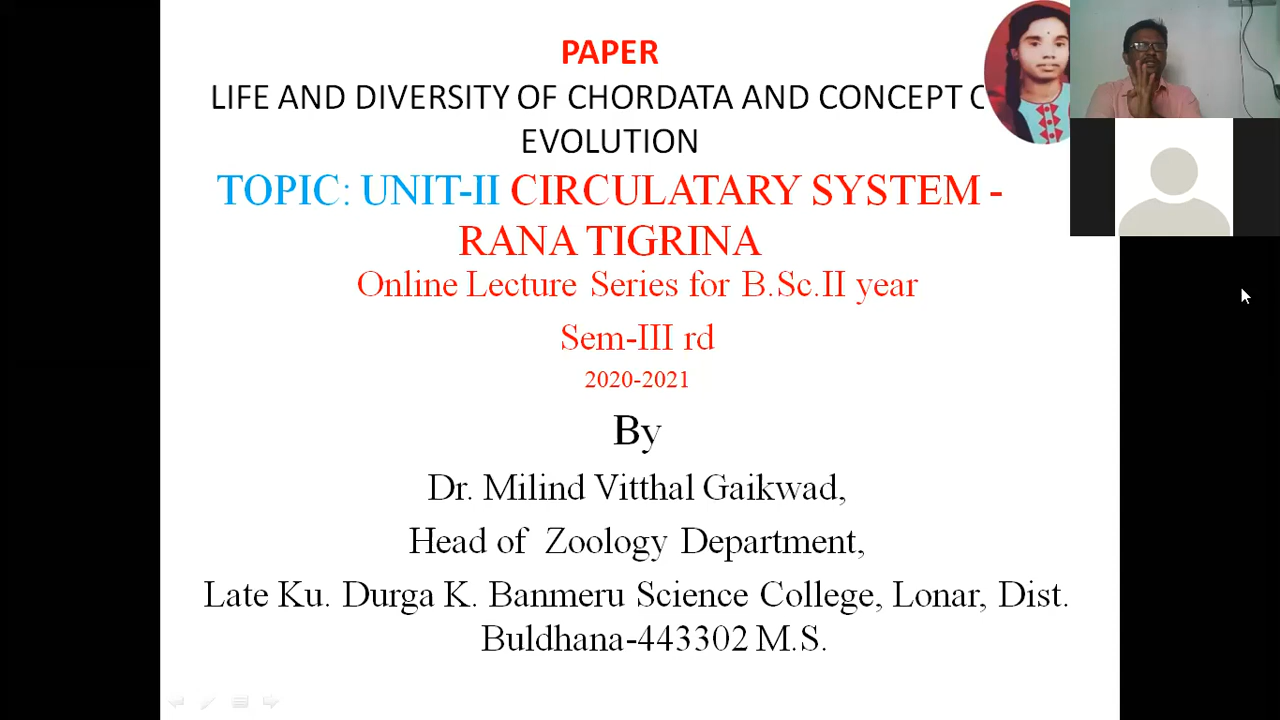 PAPER
LIFE AND DIVERSITY OF CHORDATA AND CONCEPT
EVOLUTION
TOPIC: UNIT-II CIRCULATARY SYSTEM -
RANA TIGRINA
Online Lecture Series for B.Sc.II year
Sem-III rd
2020-2021
By
Dr. Milind Vitthal Gaikwad,
Head of Zoology Department,
Late Ku. Durga K. Banmeru Science College, Lonar, Dist.
Buldhana-443302 M.S.